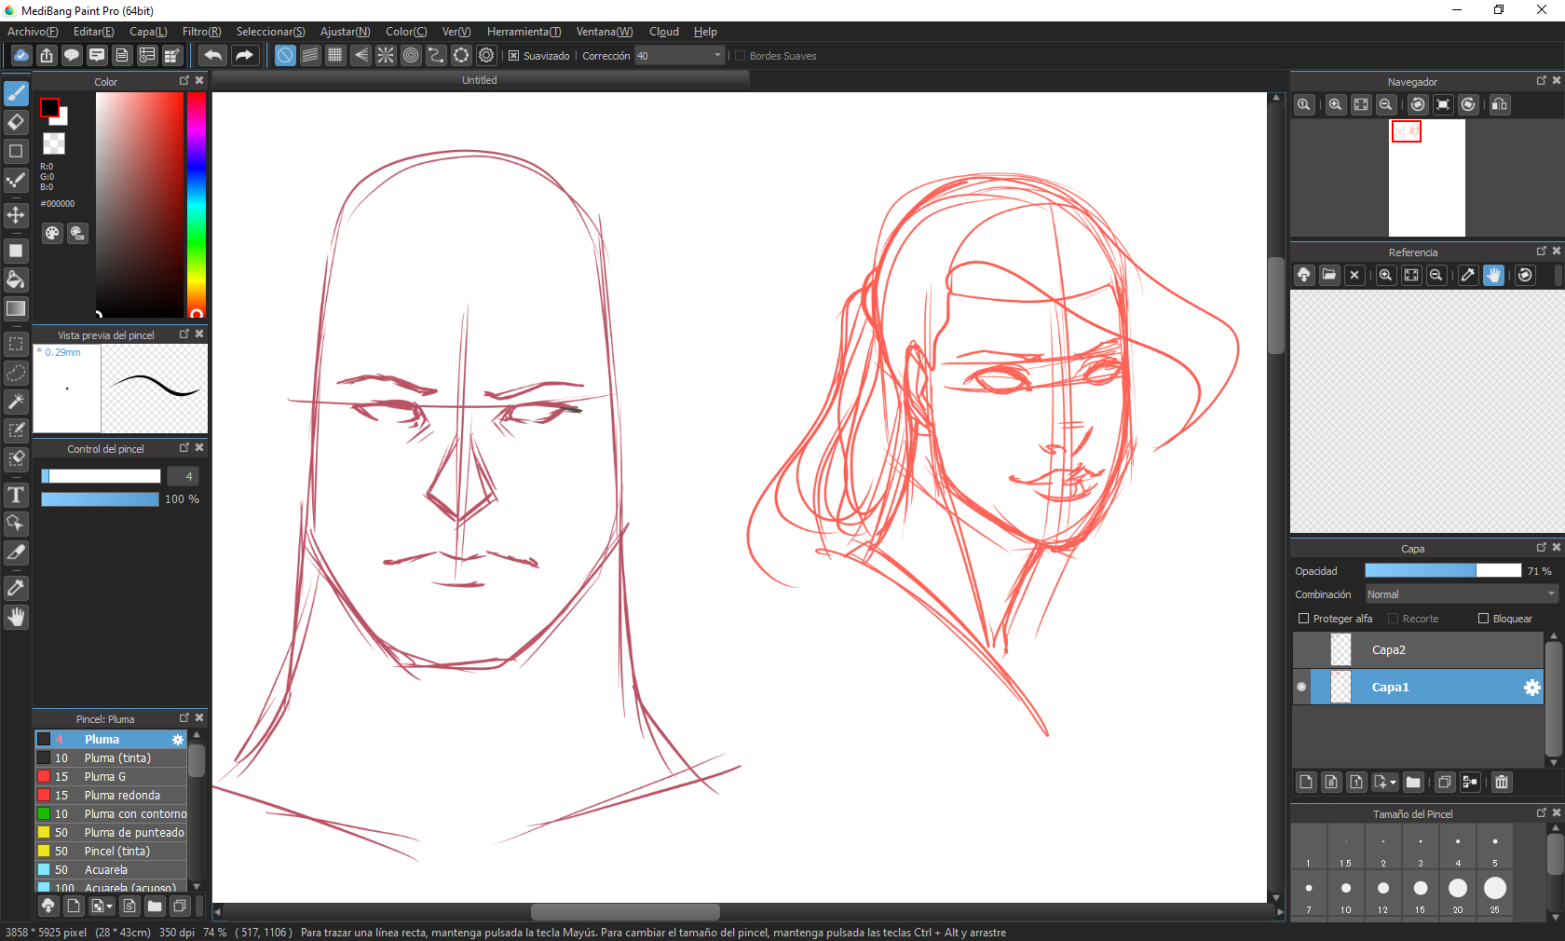 MediBang Paint Pro (64bit)
Archivo(F) Editar(E) Capa(L) Filtro(R) Seleccionar(S) Ajustar(N) Color(C) Ver(V) Herramienta(T) Ventana(W) Cloud Help
Suavizado Corrección 40 Bordes Suaves
Color
Untitled
Navegador
R:0
G:0
B:0
#000000
Referencia
Vista previa del pincel
* 0.29mm
Control del pincel
4
100 %
Capa
Opacidad 71 %
Combinación Normal
Proteger alfa Recorte Bloquear
Capa2
Capa1
Pincel: Pluma
4 Pluma
10 Pluma (tinta)
15 Pluma G
15 Pluma redonda
10 Pluma con contorno
50 Pluma de punteado
50 Pincel (tinta)
50 Acuarela
100 Acuarela (acuoso)
Tamaño del Pincel
1 1.5 2 3 4 5
7 10 12 15 20 25
3858 * 5925 pixel (28 * 43cm) 350 dpi 74 % ( 517, 1106 ) Para trazar una línea recta, mantenga pulsada la tecla Mayús. Para cambiar el tamaño del pincel, mantenga pulsada las teclas Ctrl + Alt y arrastre